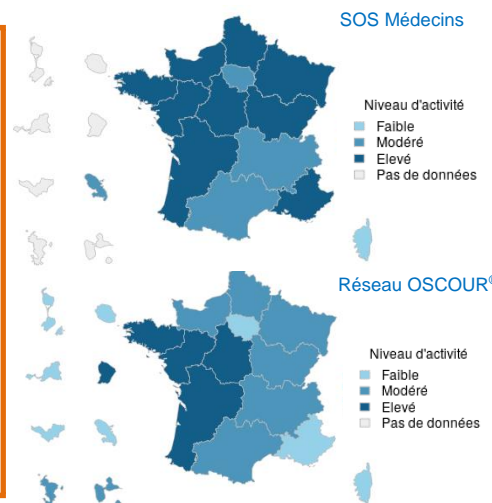 SOS Médecins
Niveau d'activité
Faible
Modéré
Elevé
Pas de données
Réseau OSCOUR®
Niveau d'activité
Faible
Modéré
Elevé
Pas de données